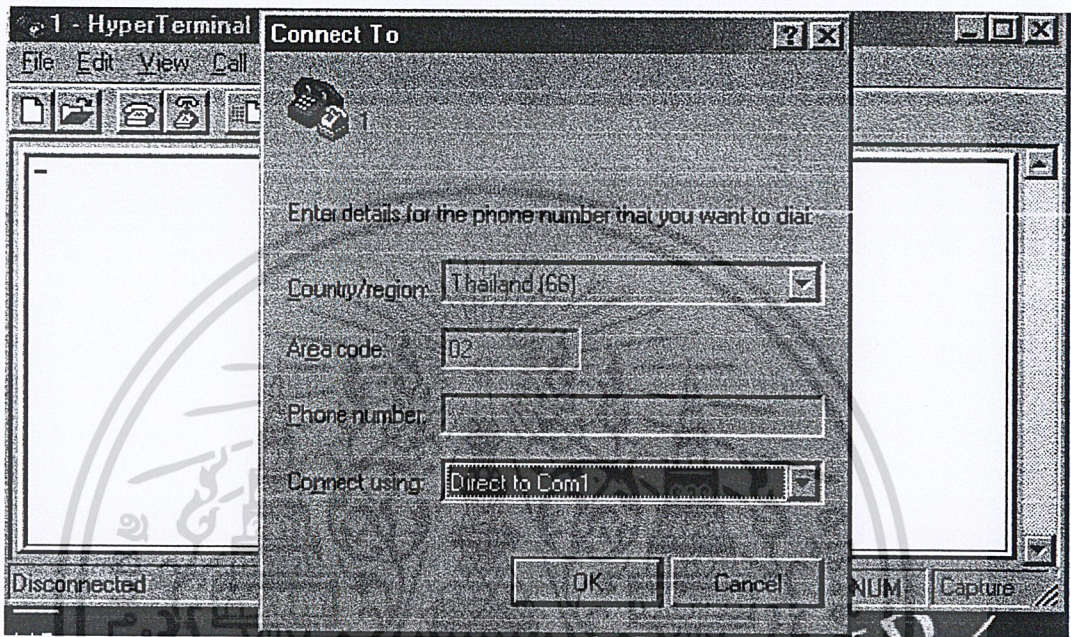 1 - HyperTerminal
File Edit View Call
Connect To
1
Enter details for the phone number that you want to dial:
Country/region: Thailand (66)
Area code: 02
Phone number:
Connect using: Direct to Com1
OK Cancel
Disconnected
NUM Capture